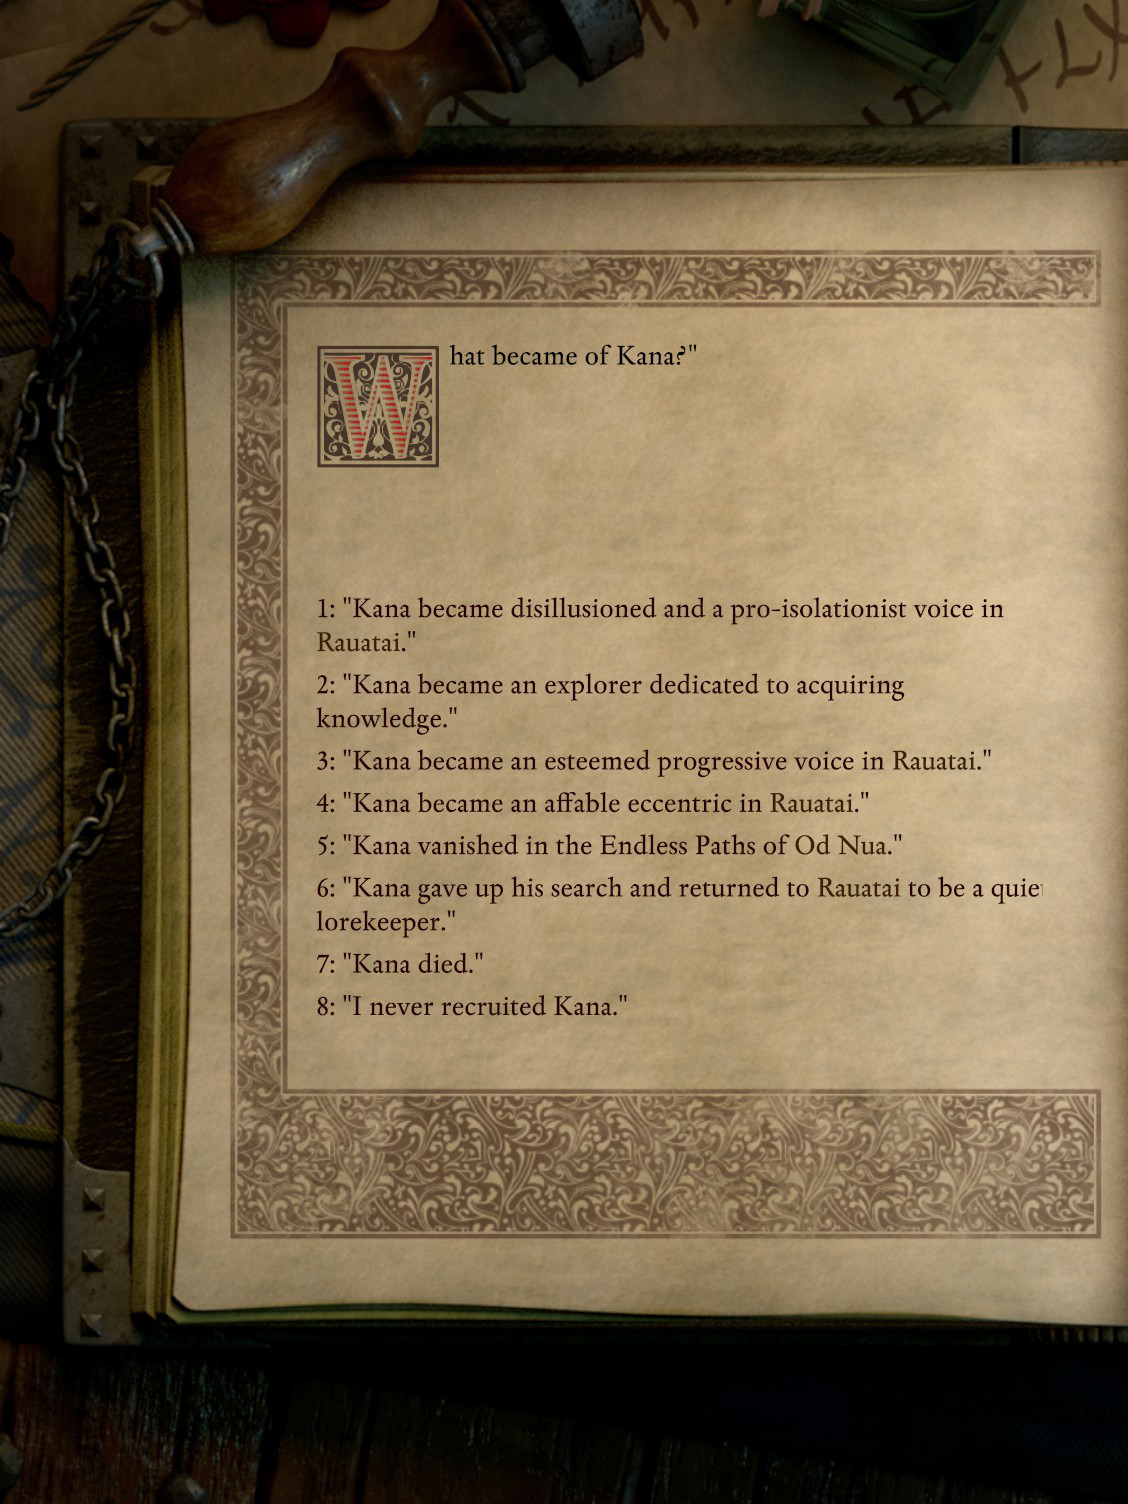 What became of Kana?"
1: "Kana became disillusioned and a pro-isolationist voice in
Rauatai."
2: "Kana became an explorer dedicated to acquiring
knowledge."
3: "Kana became an esteemed progressive voice in Rauatai."
4: "Kana became an affable eccentric in Rauatai."
5: "Kana vanished in the Endless Paths of Od Nua."
6: "Kana gave up his search and returned to Rauatai to be a quiet
lorekeeper."
7: "Kana died."
8: "I never recruited Kana."